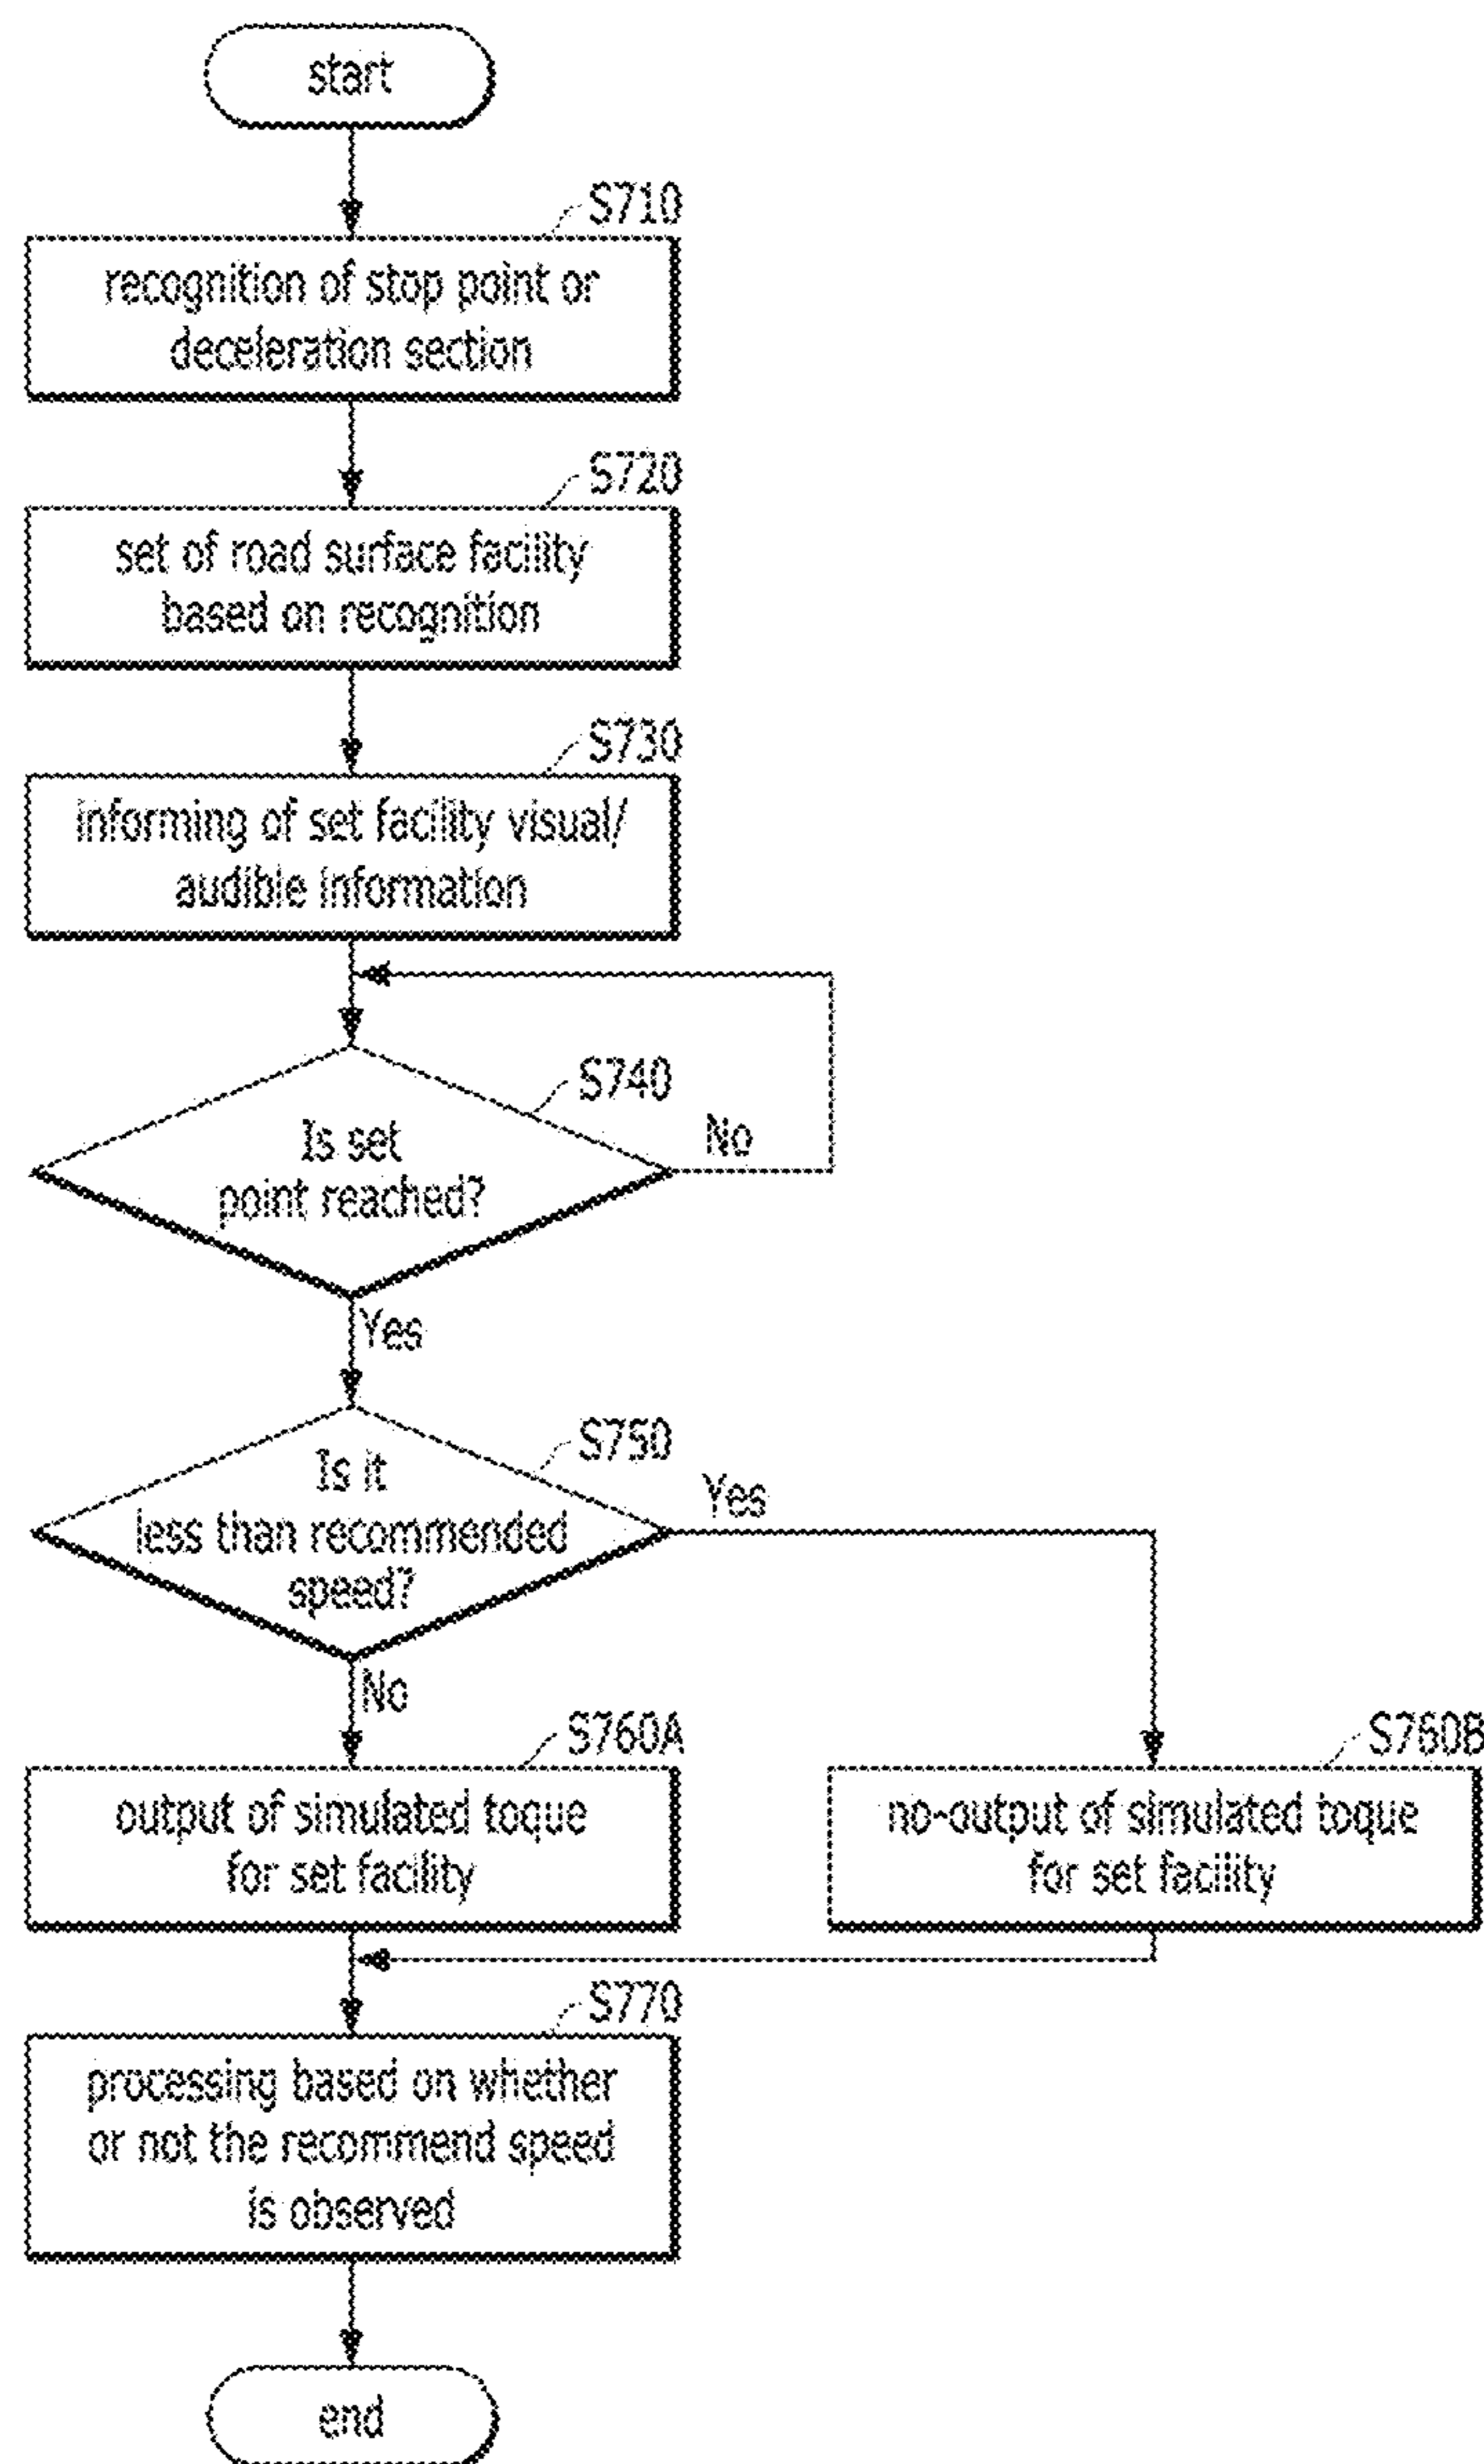 start
S710
recognition of stop point or
deceleration section
S720
set of road surface facility
based on recognition
S730
informing of set facility visual/
audible information
S740
Is set
point reached?
No
Yes
S750
Is it
less than recommended
speed?
Yes
No
S760A
output of simulated toque
for set facility
S760B
no-output of simulated toque
for set facility
S770
processing based on whether
or not the recommend speed
is observed
end